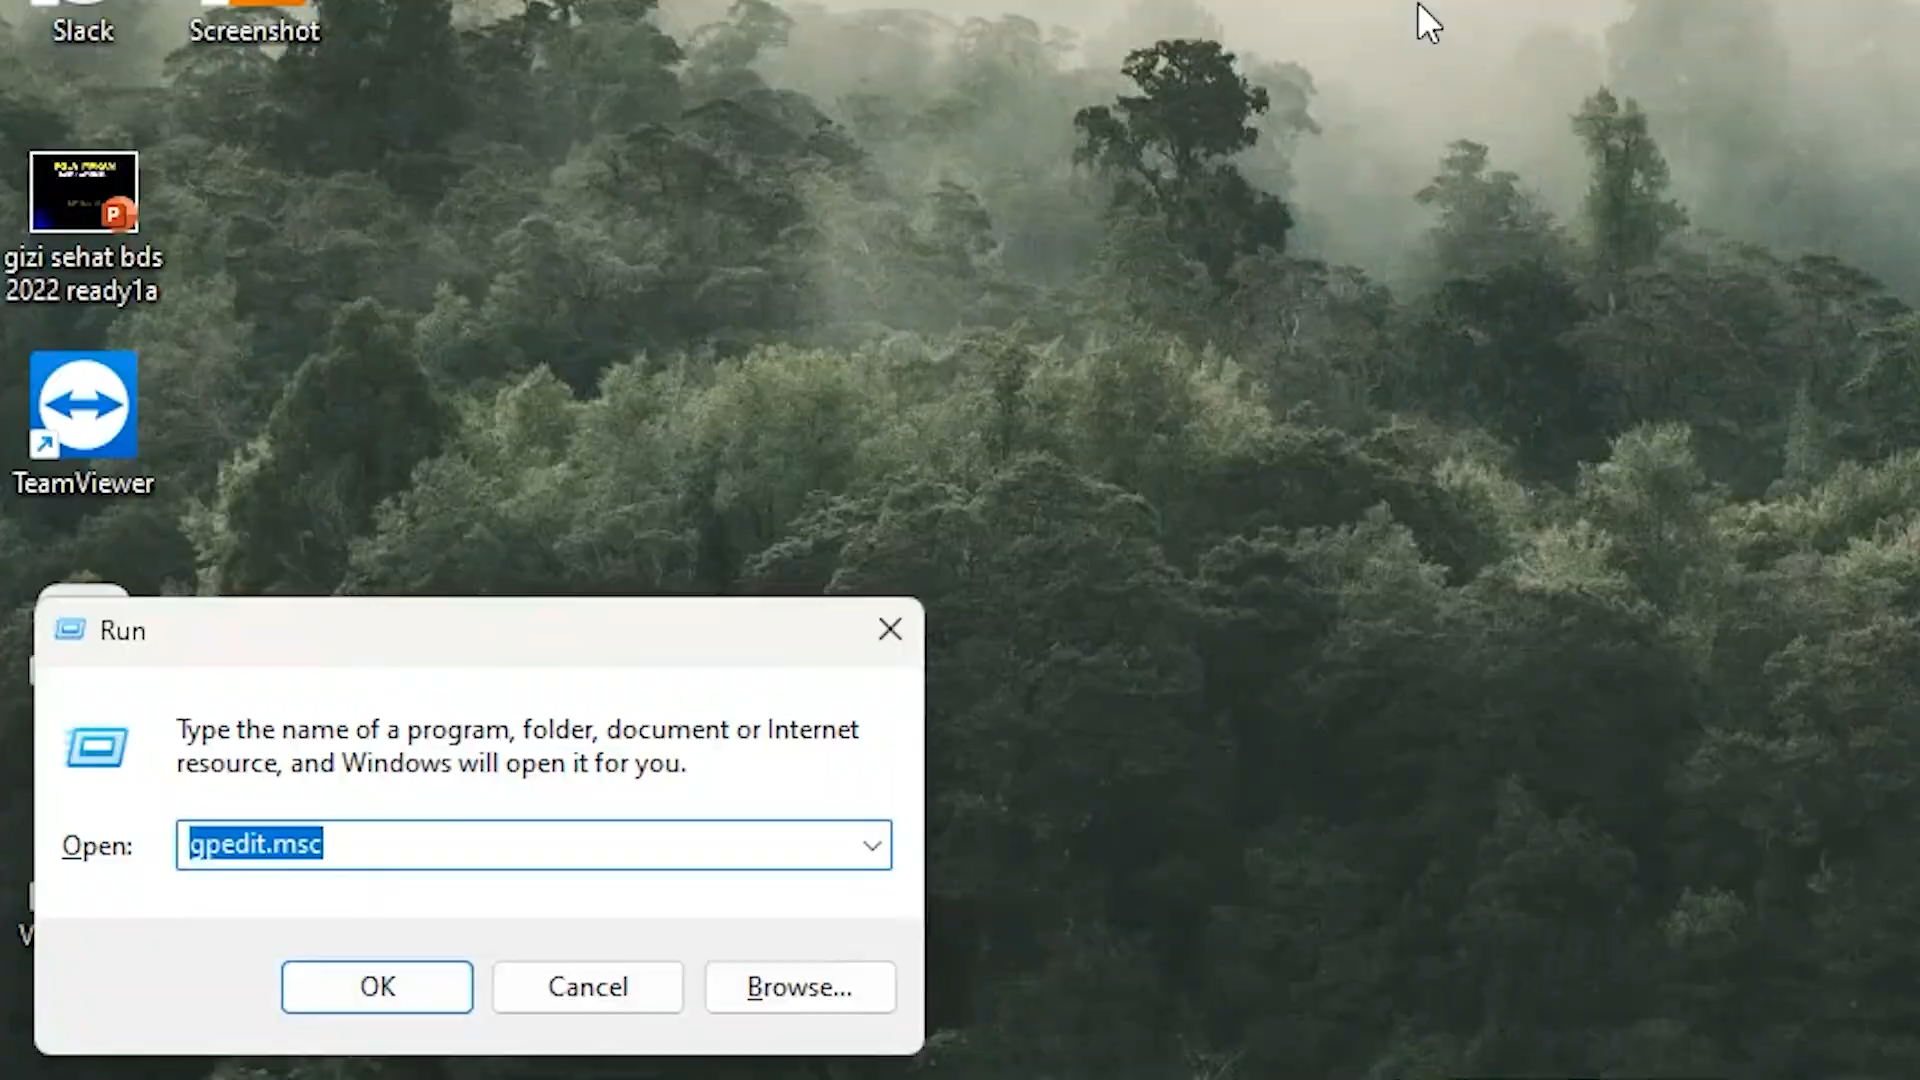 Slack
Screenshot
gizi sehat bds
2022 ready1a
TeamViewer
Run
Type the name of a program, folder, document or Internet
resource, and Windows will open it for you.
Open:
gpedit.msc
V
OK
Cancel
Browse...